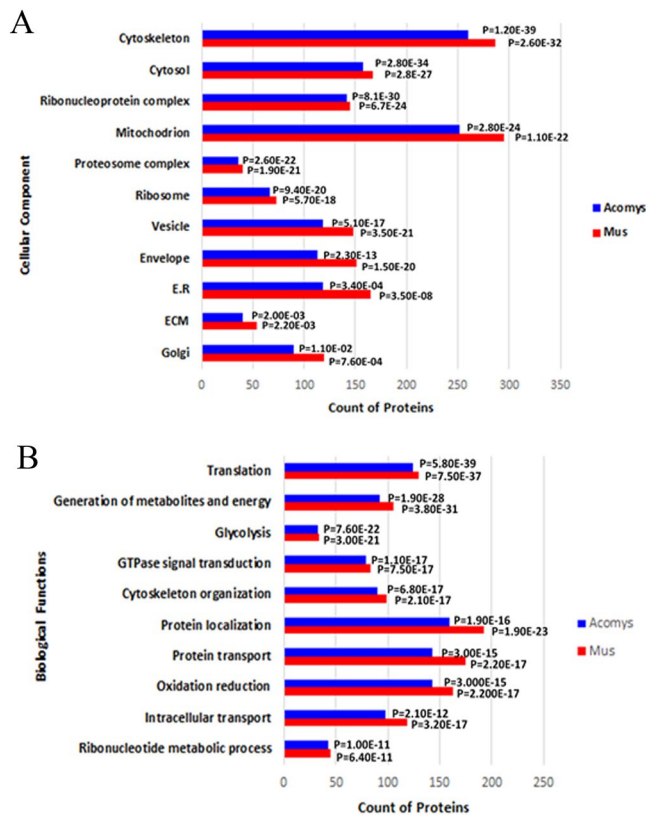 A
Cytoskeleton
P=1.20E-39
P=2.60E-32
Cytosol
P=2.80E-34
P=2.8E-27
Ribonucleoprotein complex
P=8.1E-30
P=6.7E-24
Mitochodrion
P=2.80E-24
P=1.10E-22
Proteosome complex
P=2.60E-22
P=1.90E-21
Ribosome
P=9.40E-20
P=5.70E-18
Vesicle
P=5.10E-17
P=3.50E-21
Envelope
P=2.30E-13
P=1.50E-20
E.R
P=3.40E-04
P=3.50E-08
ECM
P=2.00E-03
P=2.20E-03
Golgi
P=1.10E-02
P=7.60E-04
Cellular Component
Acomys
Mus
0 50 100 150 200 250 300 350
Count of Proteins
B
Translation
P=5.80E-39
P=7.50E-37
Generation of metabolites and energy
P=1.90E-28
P=3.80E-31
Glycolysis
P=7.60E-22
P=3.00E-21
GTPase signal transduction
P=1.10E-17
P=7.50E-17
Cytoskeleton organization
P=6.80E-17
P=2.10E-17
Protein localization
P=1.90E-16
P=1.90E-23
Protein transport
P=3.00E-15
P=2.20E-17
Oxidation reduction
P=3.000E-15
P=2.200E-17
Intracellular transport
P=2.10E-12
P=3.20E-17
Ribonucleotide metabolic process
P=1.00E-11
P=6.40E-11
Biological Functions
Acomys
Mus
0 50 100 150 200 250
Count of Proteins